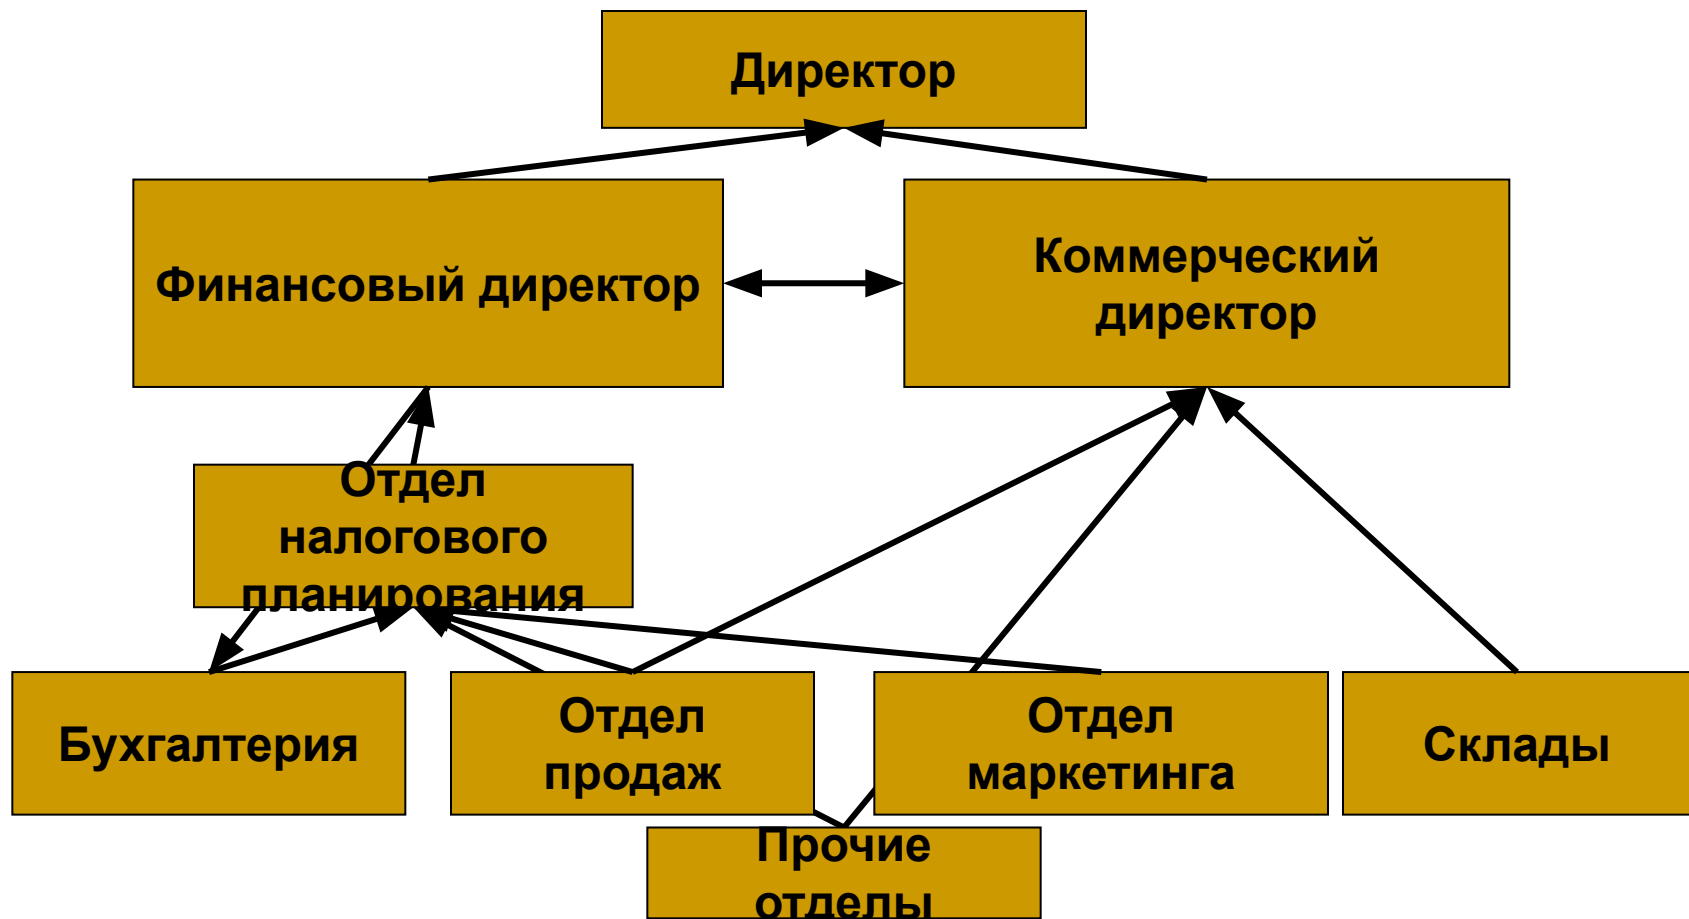 Директор
Финансовый директор
Коммерческий
директор
Отдел
налогового
планирования
Бухгалтерия
Отдел
продаж
Отдел
маркетинга
Склады
Прочие
отделы